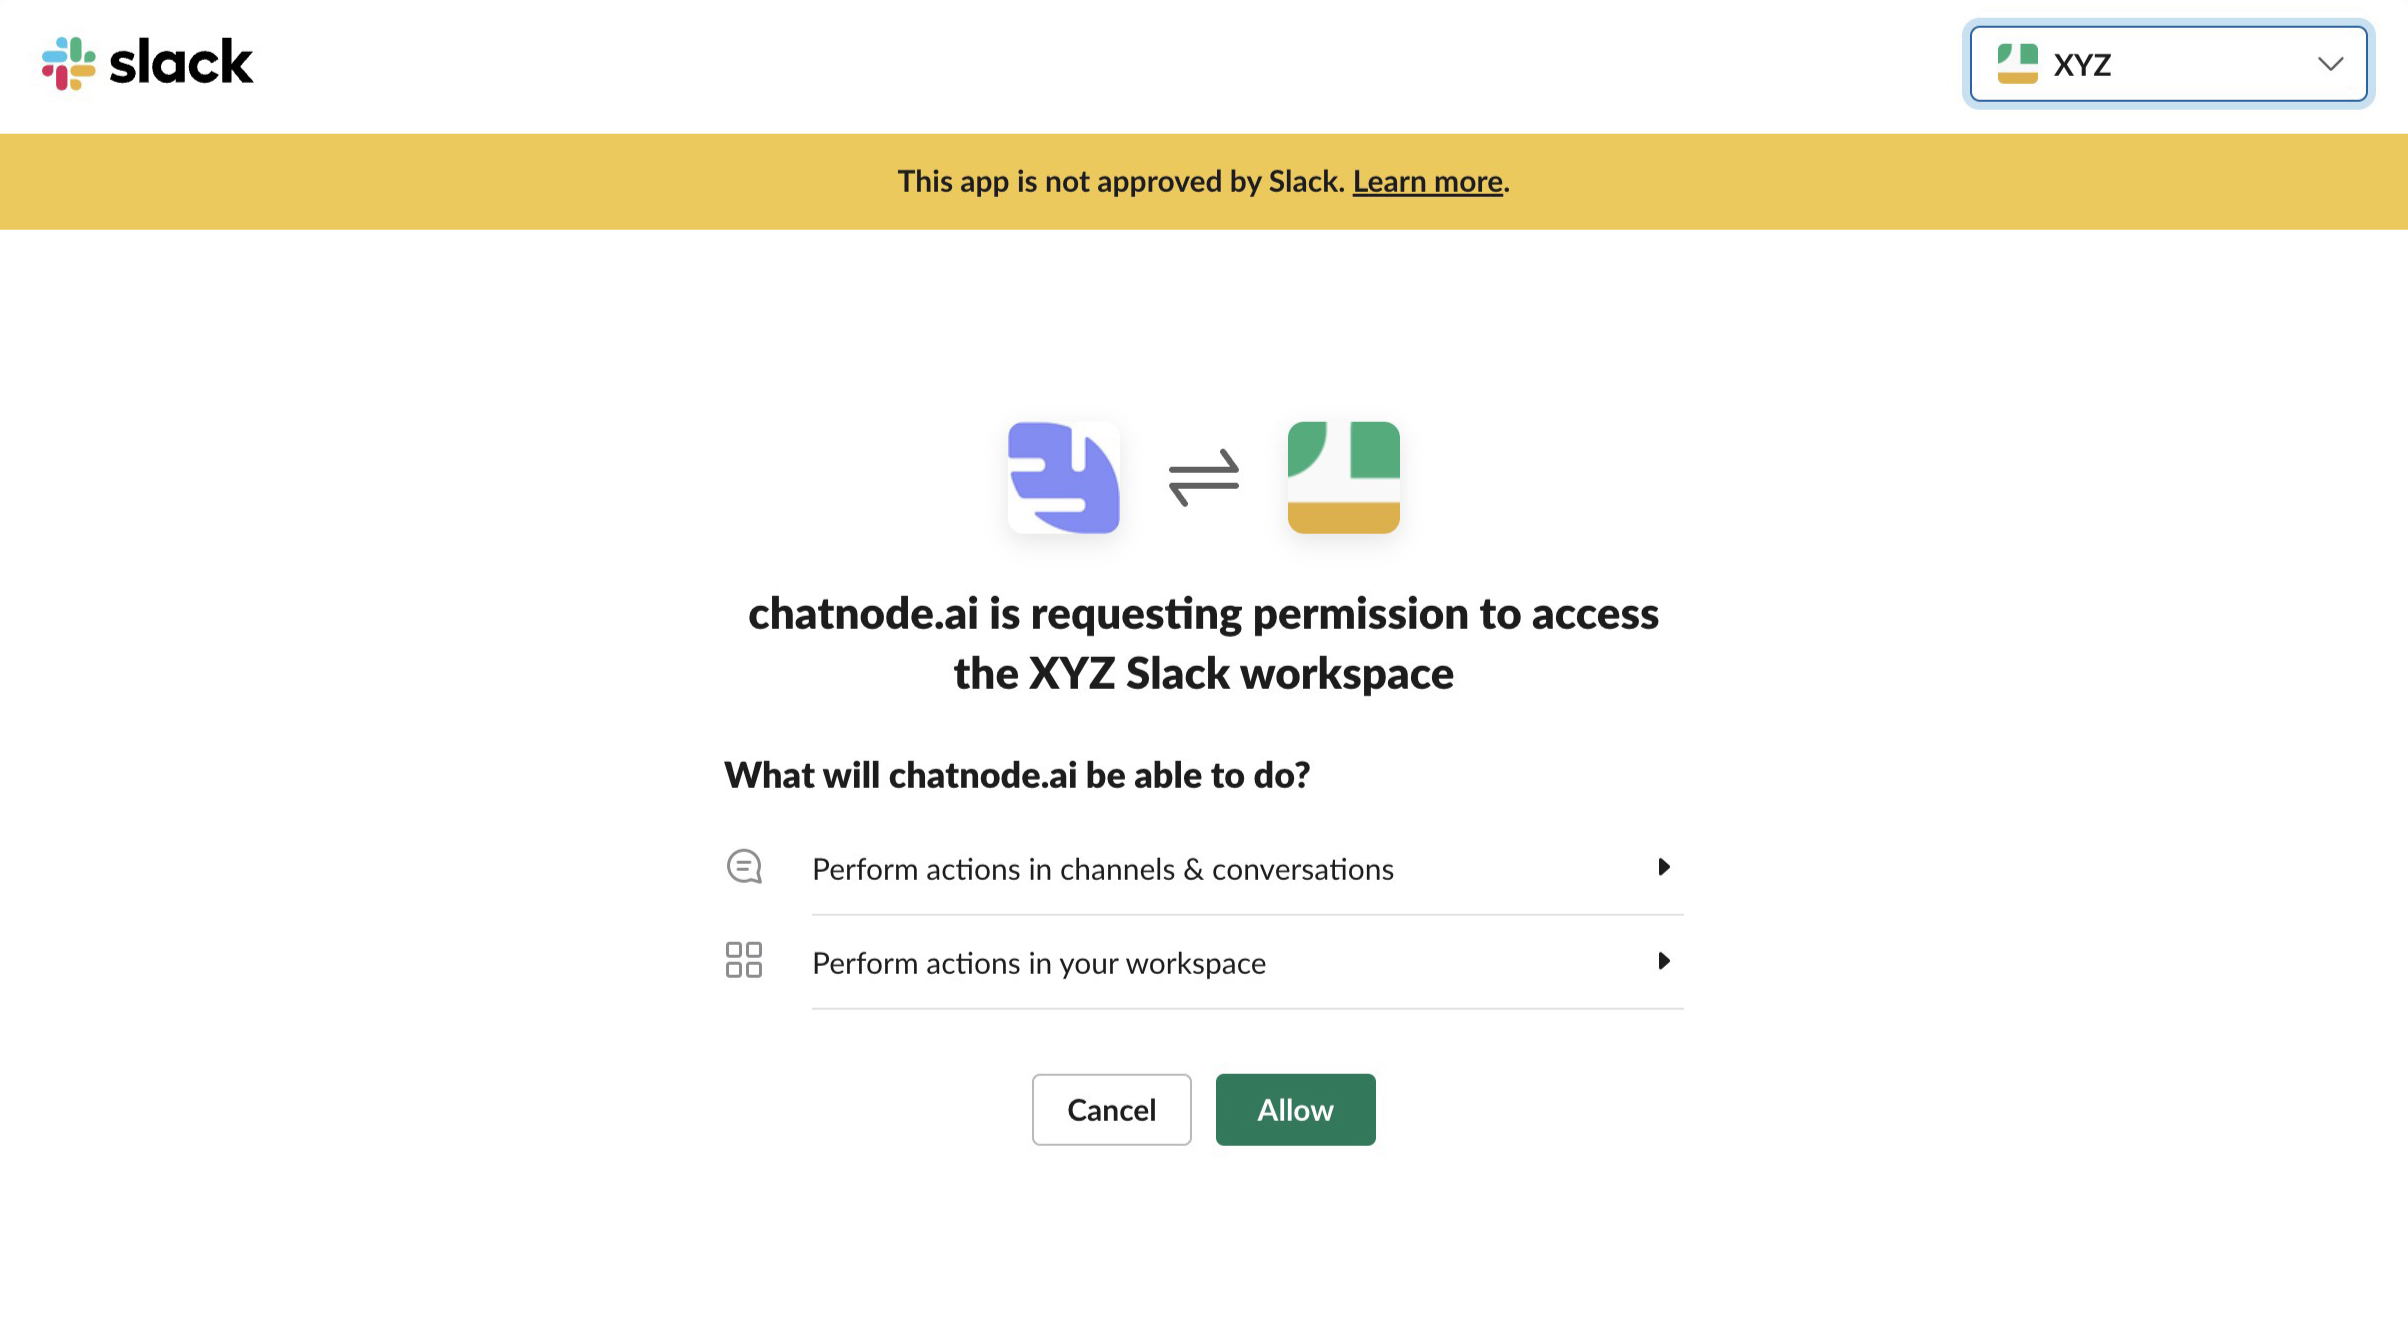 slack
XYZ
This app is not approved by Slack. Learn more.
chatnode.ai is requesting permission to access
the XYZ Slack workspace
What will chatnode.ai be able to do?
Perform actions in channels & conversations
Perform actions in your workspace
Cancel
Allow